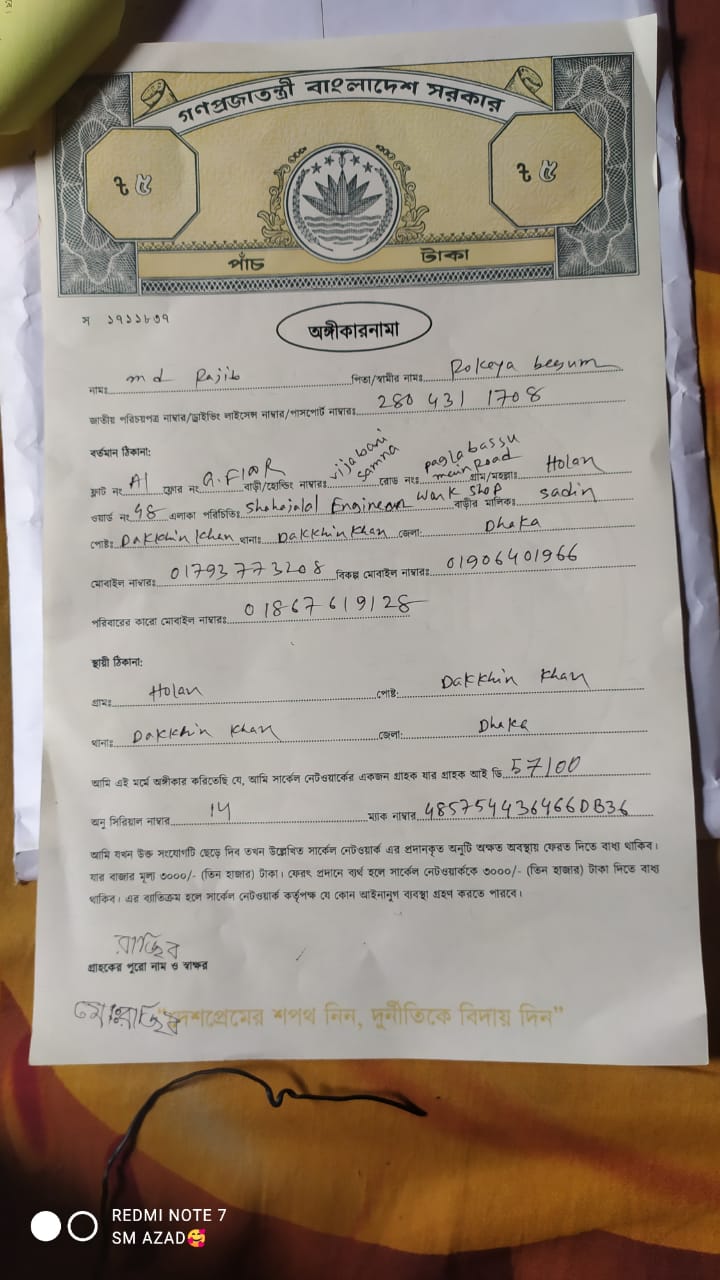 গণপ্রজাতন্ত্রী বাংলাদেশ সরকার
৳ ৫ ৳ ৫
পাঁচ টাকা
স ১৭১১৮৩৭
অঙ্গীকারনামা
নামঃ md Rajib পিতা/স্বামীর নামঃ Rokeya begum
জাতীয় পরিচয়পত্র নাম্বার/ড্রাইভিং লাইসেন্স নাম্বার/পাসপোর্ট নাম্বারঃ 280 431 1708
বর্তমান ঠিকানা:
ফ্লাট নং A1 ফ্লোর নং G.FlOR বাড়ী/হোল্ডিং নাম্বারঃ samna রোড নংঃ main Road গ্রাম/মহল্লাঃ Holan
ওয়ার্ড নং 48 এলাকা পরিচিতিঃ Shahajalal Engineear work shop বাড়ীর মালিকঃ sadin
পোষ্টঃ Dakkhin Khan থানাঃ Dakkhin Khan জেলা: Dhaka
মোবাইল নাম্বারঃ 01793773208 বিকল্প মোবাইল নাম্বারঃ 01906401966
পরিবারের কারো মোবাইল নাম্বারঃ 01867619128
স্থায়ী ঠিকানা:
গ্রামঃ Holan পোষ্ট: Dakkhin Khan
থানাঃ Dakkhin Khan জেলা: Dhaka
আমি এই মর্মে অঙ্গীকার করিতেছি যে, আমি সার্কেল নেটওয়ার্কের একজন গ্রাহক যার গ্রাহক আই ডি 57100
অনু সিরিয়াল নাম্বার 14 ম্যাক নাম্বার 485754436466DB36
আমি যখন উক্ত সংযোগটি ছেড়ে দিব তখন উল্লেখিত সার্কেল নেটওয়ার্ক এর প্রদানকৃত অনুটি অক্ষত অবস্থায় ফেরত দিতে বাধ্য থাকিব।
যার বাজার মূল্য ৩০০০/- (তিন হাজার) টাকা। ফেরৎ প্রদানে ব্যর্থ হলে সার্কেল নেটওয়ার্ককে ৩০০০/- (তিন হাজার) টাকা দিতে বাধ্য
থাকিব। এর ব্যতিক্রম হলে সার্কেল নেটওয়ার্ক কর্তৃপক্ষ যে কোন আইনানুগ ব্যবস্থা গ্রহণ করতে পারবে।
রাজিব
গ্রাহকের পুরো নাম ও স্বাক্ষর
মোঃ রাজিব
"দেশপ্রেমের শপথ নিন, দুর্নীতিকে বিদায় দিন"
REDMI NOTE 7
SM AZAD🥰